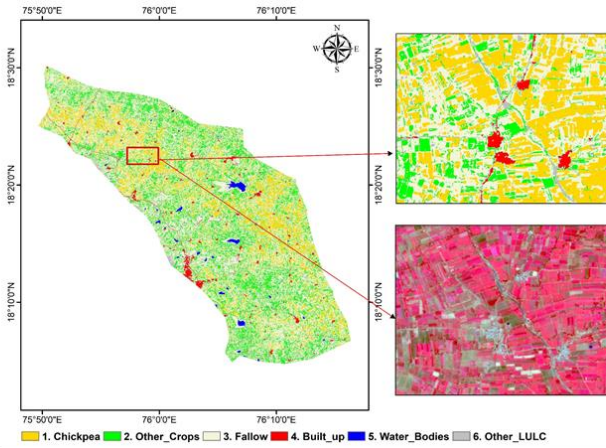 75°50'0"E 76°0'0"E 76°10'0"E
N
W E
S
18°30'0"N 18°30'0"N
18°20'0"N 18°20'0"N
18°10'0"N 18°10'0"N
75°50'0"E 76°0'0"E 76°10'0"E
1. Chickpea 2. Other_Crops 3. Fallow 4. Built_up 5. Water_Bodies 6. Other_LULC